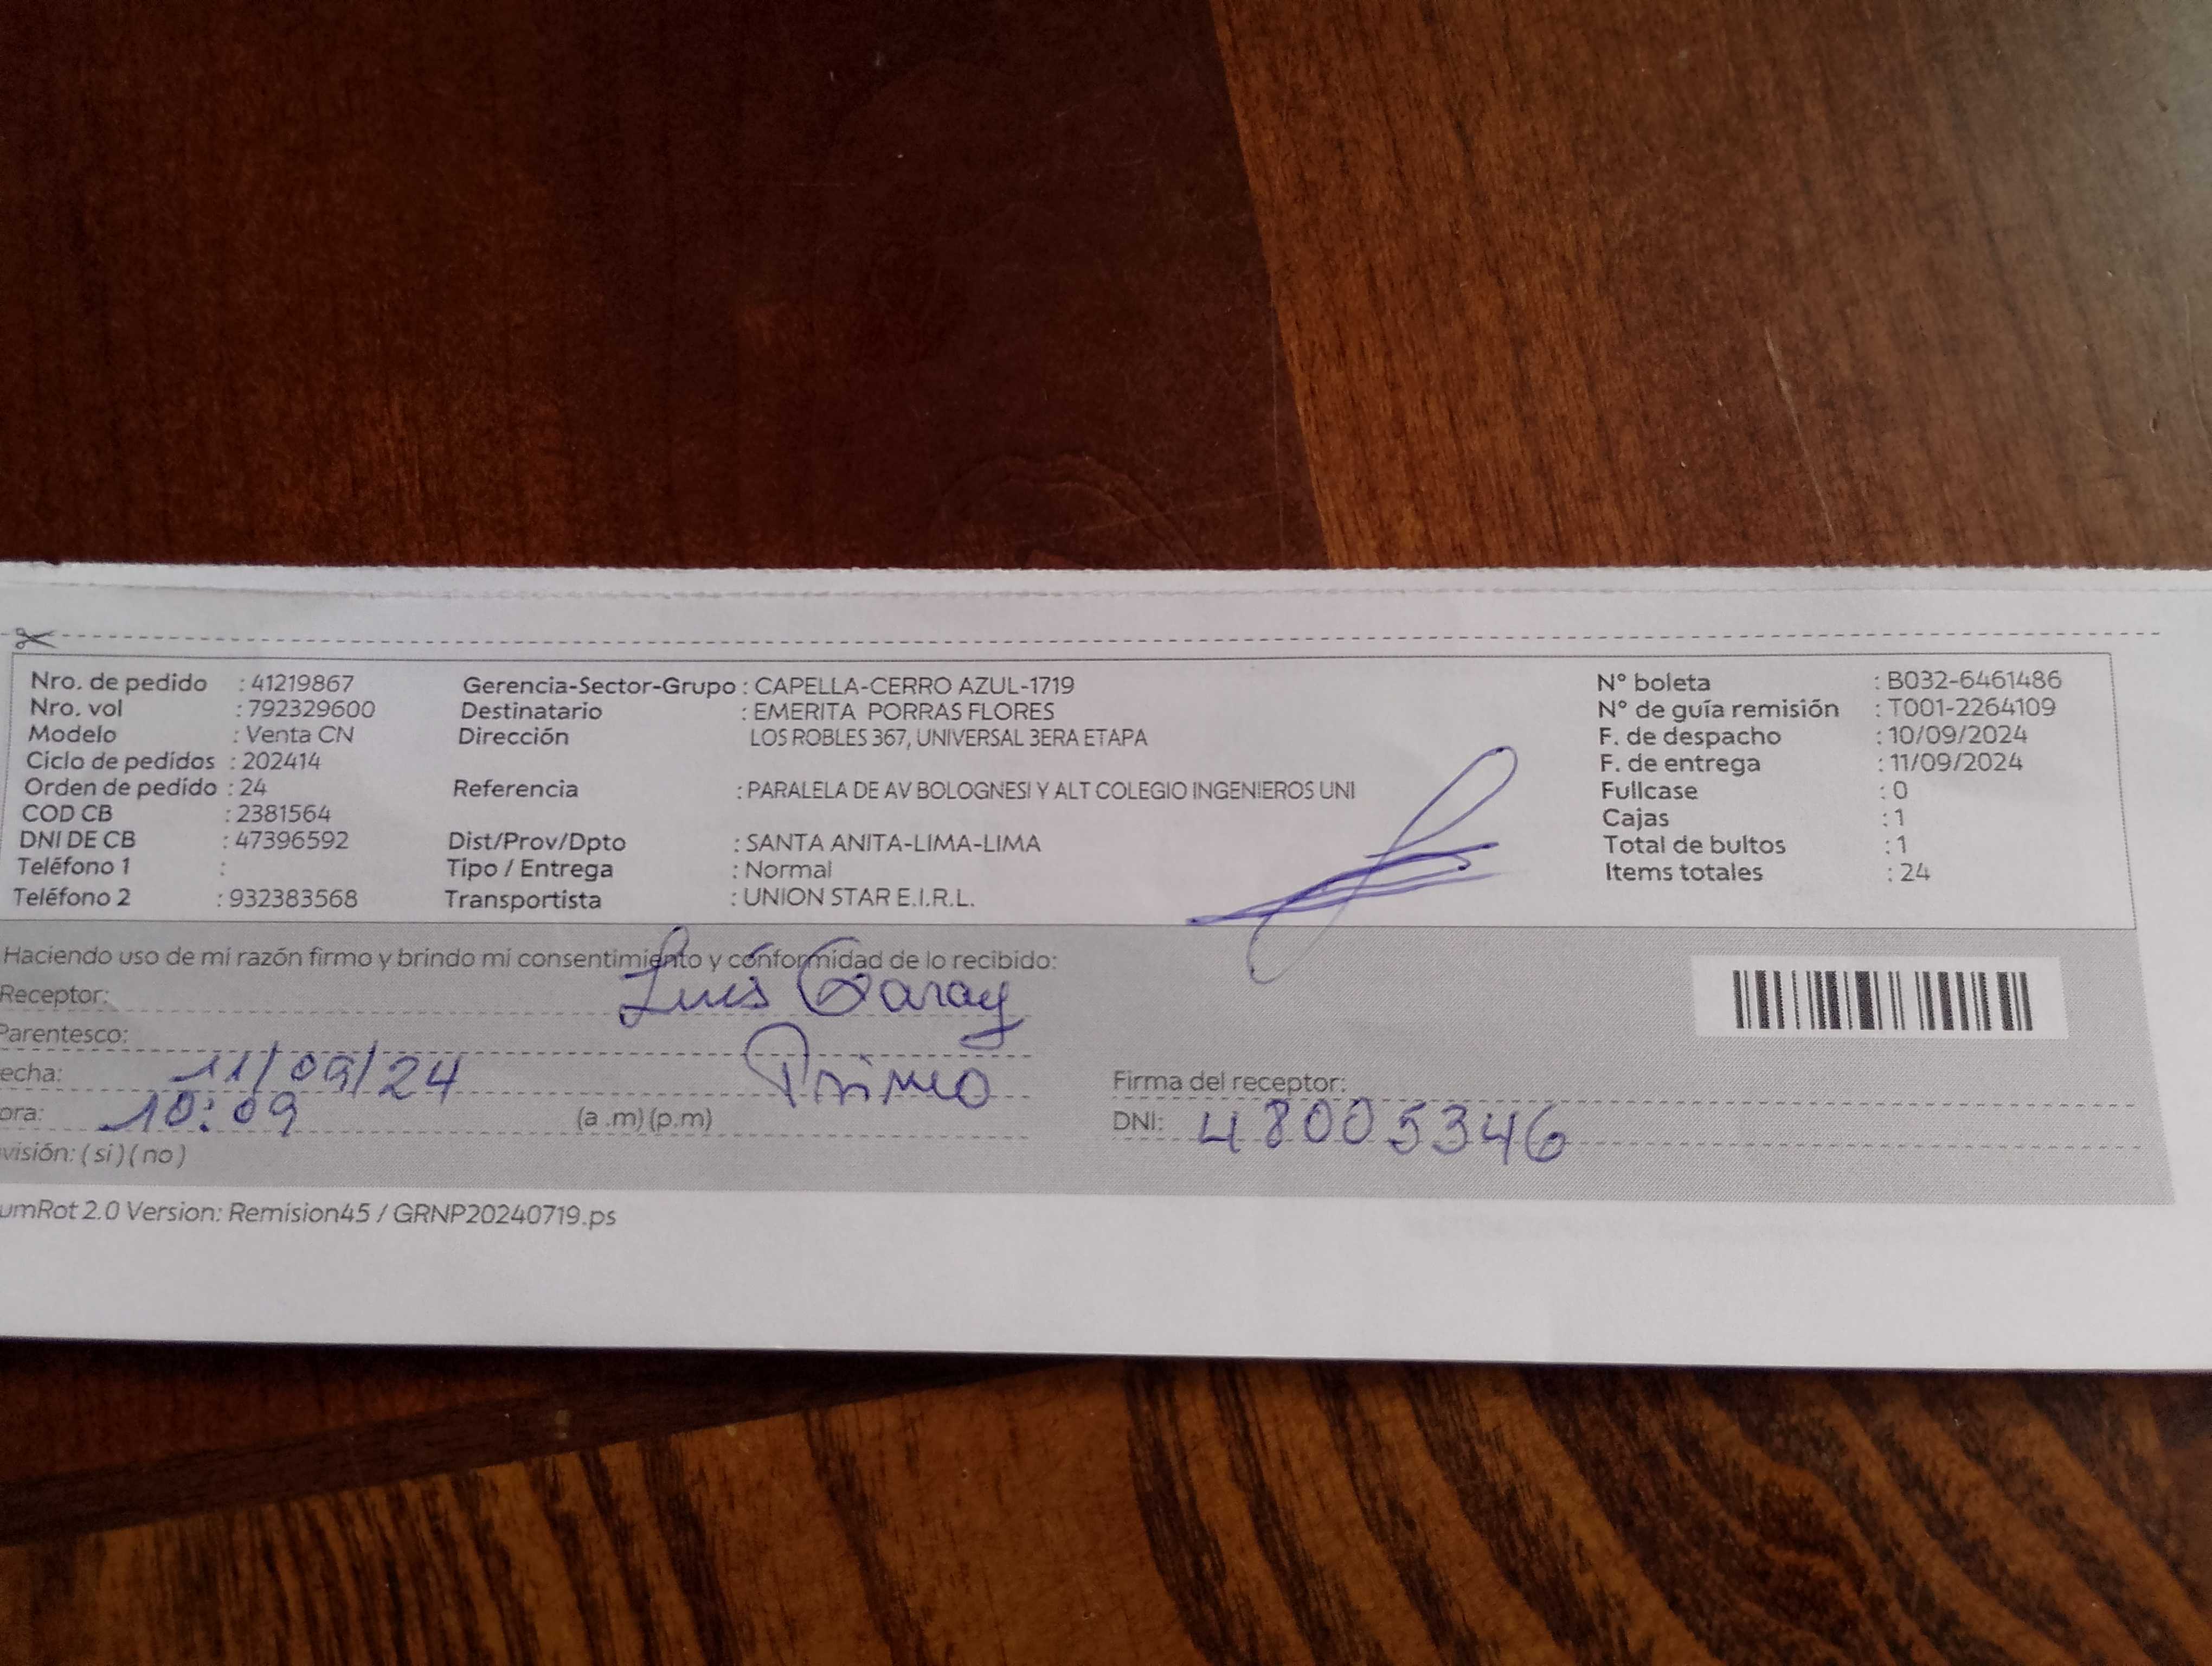 Nro. de pedido : 41219867 Gerencia-Sector-Grupo : CAPELLA-CERRO AZUL-1719 N° boleta : B032-6461486
Nro. vol : 792329600 Destinatario : EMERITA PORRAS FLORES N° de guía remisión : T001-2264109
Modelo : Venta CN Dirección LOS ROBLES 367, UNIVERSAL 3ERA ETAPA F. de despacho : 10/09/2024
Ciclo de pedidos : 202414 F. de entrega : 11/09/2024
Orden de pedido : 24 Referencia : PARALELA DE AV BOLOGNESI Y ALT COLEGIO INGENIEROS UNI Fullcase : 0
COD CB : 2381564 Cajas : 1
DNI DE CB : 47396592 Dist/Prov/Dpto : SANTA ANITA-LIMA-LIMA Total de bultos : 1
Teléfono 1 : Tipo / Entrega : Normal Items totales : 24
Teléfono 2 : 932383568 Transportista : UNION STAR E.I.R.L.
Haciendo uso de mi razón firmo y brindo mi consentimiento y conformidad de lo recibido:
Receptor: Luis Garay
Parentesco: Primo
echa: 11/09/24 Firma del receptor:
ora: 10:09 (a .m) (p.m) DNI: 48005346
visión: ( si ) ( no )
umRot 2.0 Version: Remision45 / GRNP20240719.ps